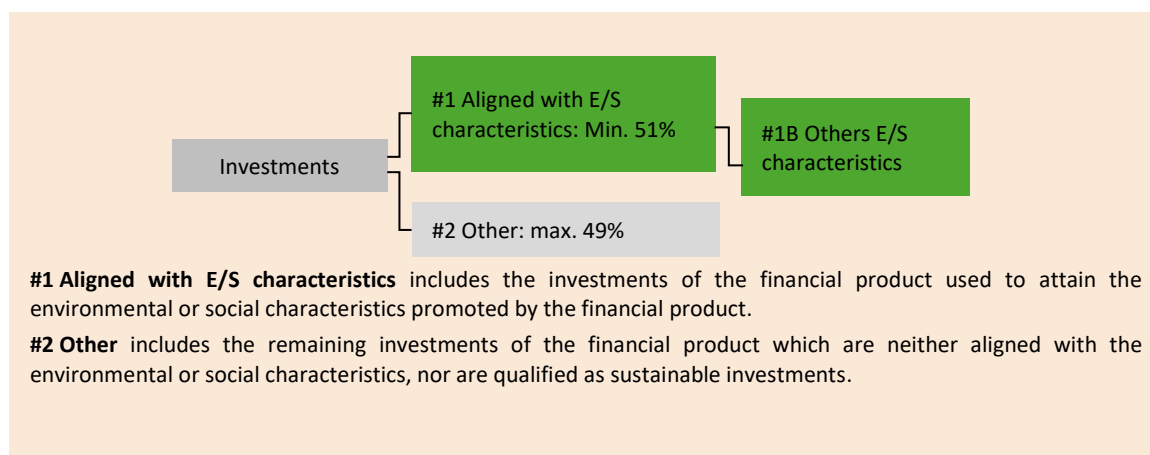 #1 Aligned with E/S
characteristics: Min. 51%
#1B Others E/S
characteristics
Investments
#2 Other: max. 49%
#1 Aligned with E/S characteristics includes the investments of the financial product used to attain the
environmental or social characteristics promoted by the financial product.
#2 Other includes the remaining investments of the financial product which are neither aligned with the
environmental or social characteristics, nor are qualified as sustainable investments.